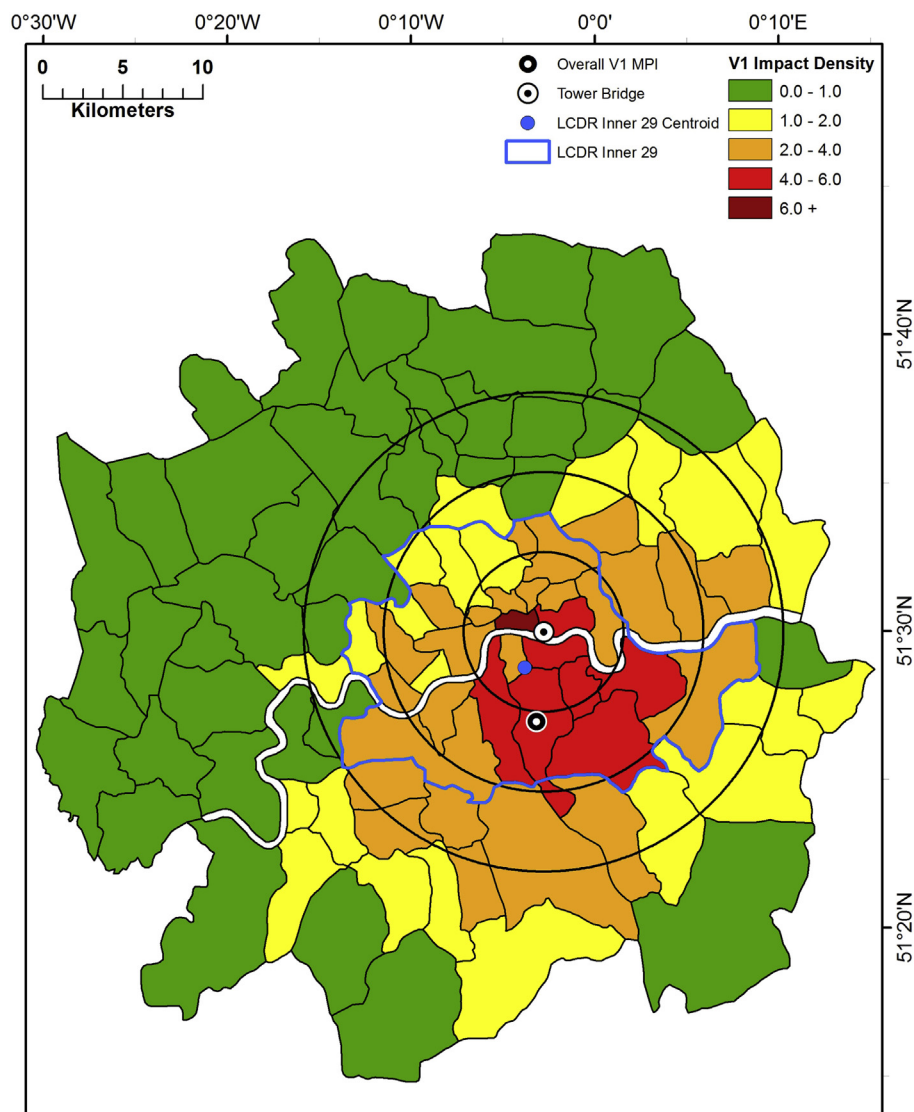 0°30'W 0°20'W 0°10'W 0°0' 0°10'E
0 5 10
Kilometers
Overall V1 MPI
Tower Bridge
LCDR Inner 29 Centroid
LCDR Inner 29
V1 Impact Density
0.0 - 1.0
1.0 - 2.0
2.0 - 4.0
4.0 - 6.0
6.0 +
51°40'N
51°30'N
51°20'N